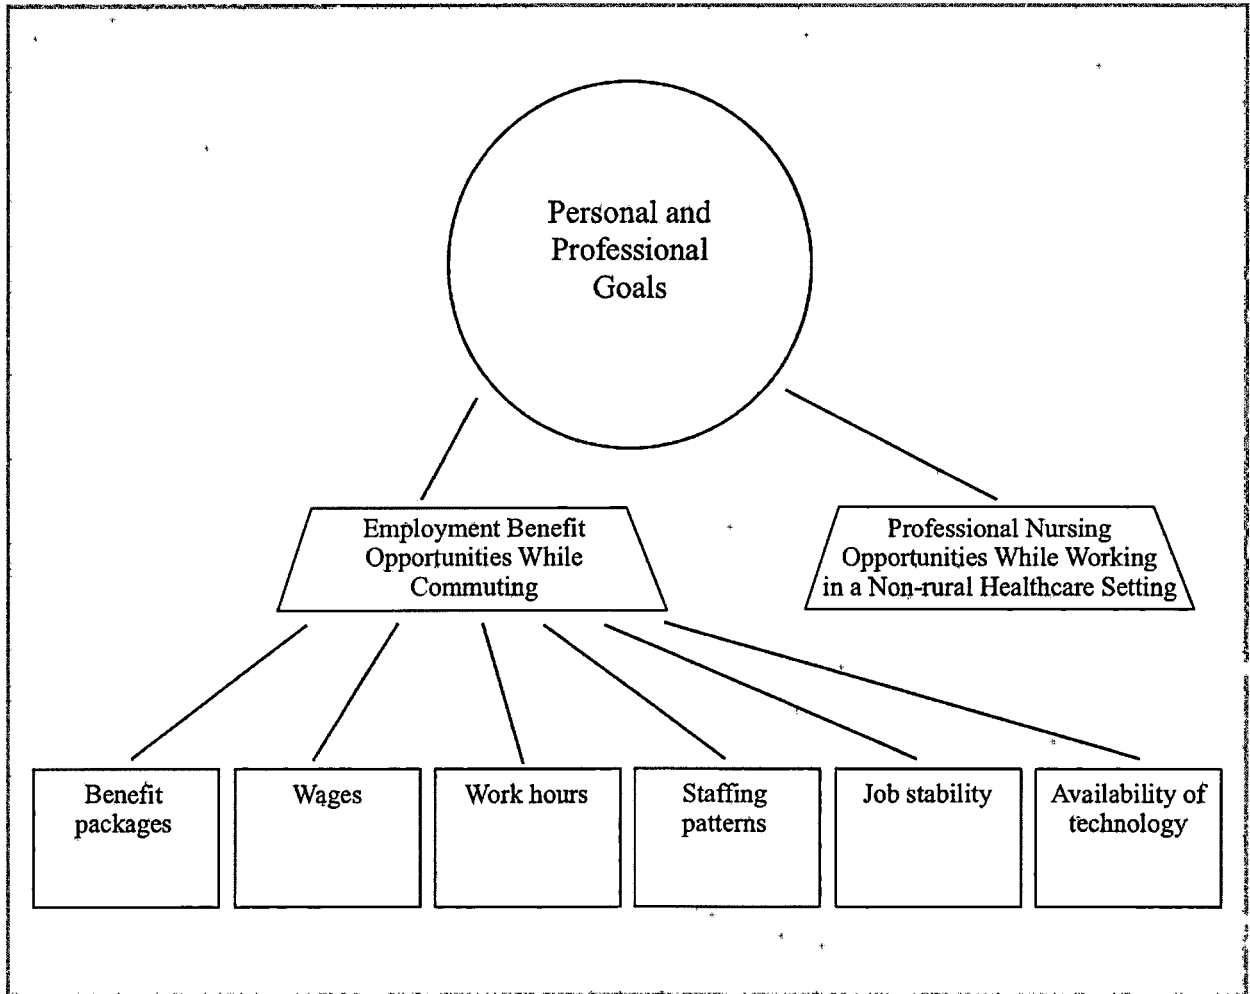 Personal and
Professional
Goals
Employment Benefit
Opportunities While
Commuting
Professional Nursing
Opportunities While Working
in a Non-rural Healthcare Setting
Benefit
packages
Wages
Work hours
Staffing
patterns
Job stability
Availability of
technology